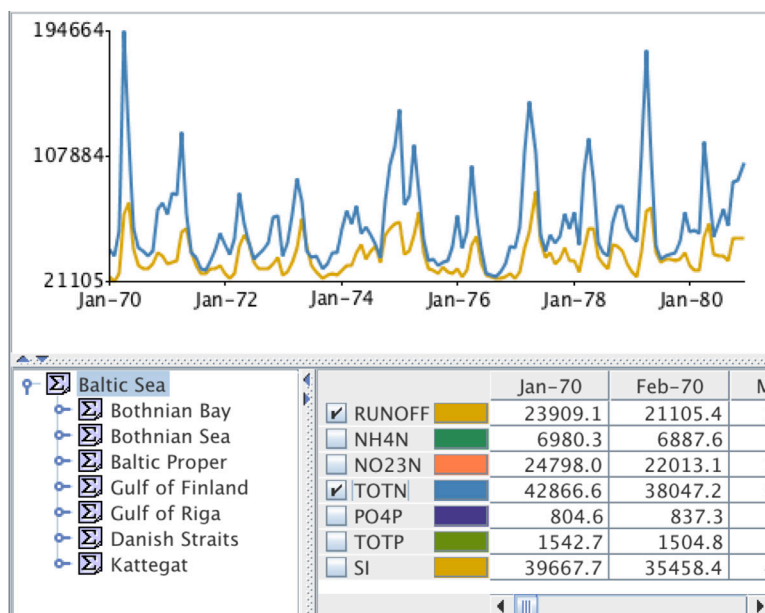 194664
107884
21105
Jan-70 Jan-72 Jan-74 Jan-76 Jan-78 Jan-80
Baltic Sea
Bothnian Bay
Bothnian Sea
Baltic Proper
Gulf of Finland
Gulf of Riga
Danish Straits
Kattegat
Jan-70 Feb-70 M
RUNOFF 23909.1 21105.4
NH4N 6980.3 6887.6
NO23N 24798.0 22013.1
TOTN 42866.6 38047.2
PO4P 804.6 837.3
TOTP 1542.7 1504.8
SI 39667.7 35458.4